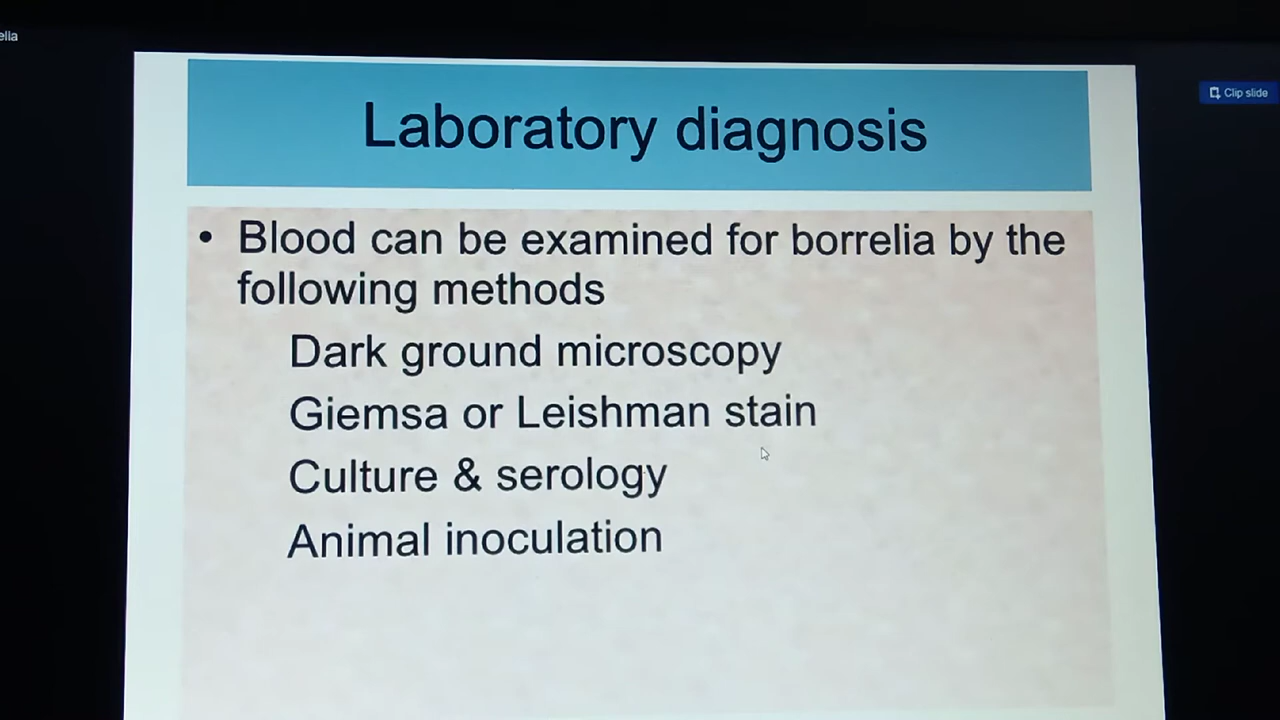 elia
Clip slide
Laboratory diagnosis
• Blood can be examined for borrelia by the
following methods
Dark ground microscopy
Giemsa or Leishman stain
Culture & serology
Animal inoculation